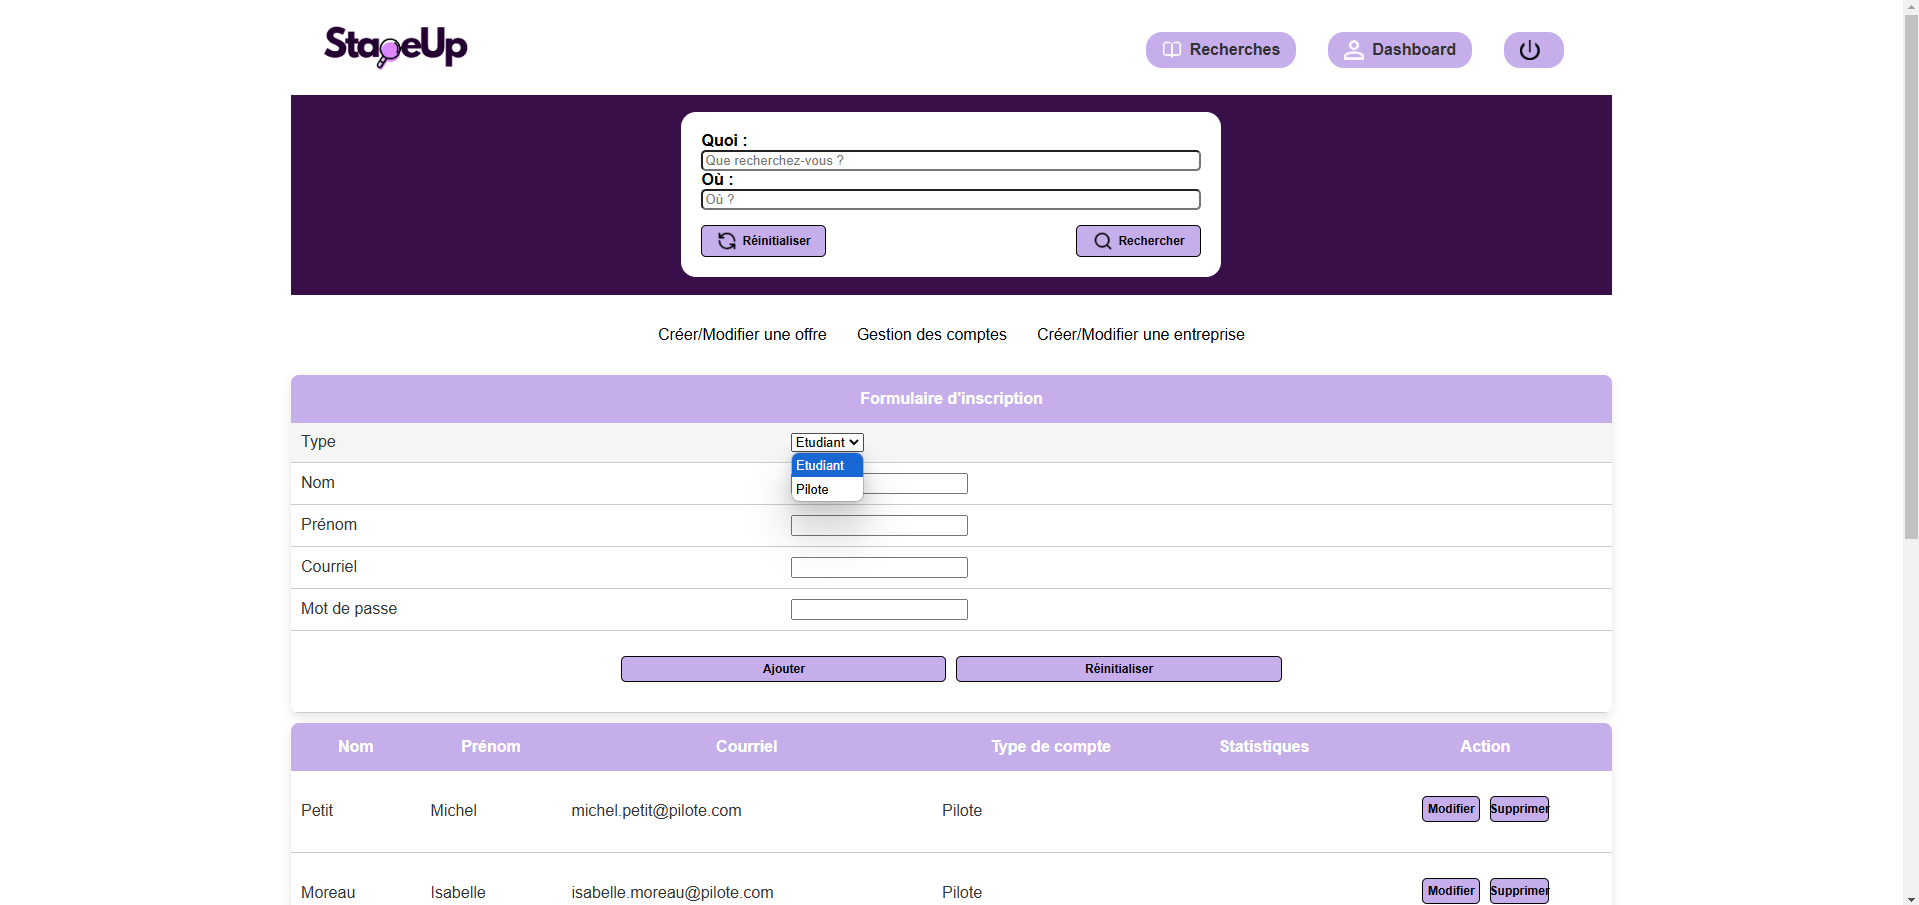 StageUp
Recherches
Dashboard
Quoi :
Que recherchez-vous ?
Où :
Où ?
Réinitialiser
Rechercher
Créer/Modifier une offre
Gestion des comptes
Créer/Modifier une entreprise
Formulaire d'inscription
Type
Etudiant
Etudiant
Pilote
Nom
Prénom
Courriel
Mot de passe
Ajouter
Réinitialiser
Nom Prénom Courriel Type de compte Statistiques Action
Petit Michel michel.petit@pilote.com Pilote Modifier Supprimer
Moreau Isabelle isabelle.moreau@pilote.com Pilote Modifier Supprimer